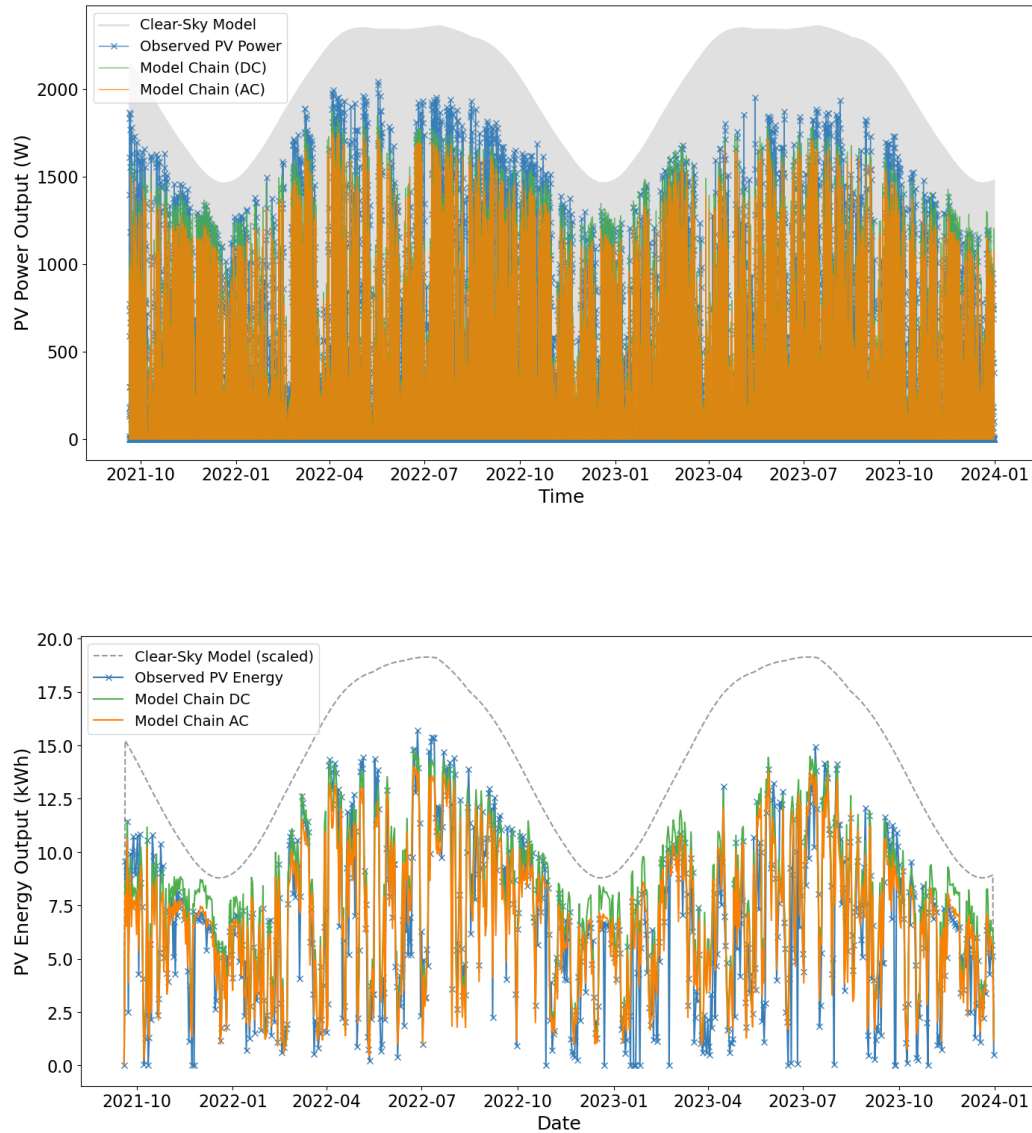 Clear-Sky Model
Observed PV Power
Model Chain (DC)
Model Chain (AC)
PV Power Output (W)
2000
1500
1000
500
0
2021-10 2022-01 2022-04 2022-07 2022-10 2023-01 2023-04 2023-07 2023-10 2024-01
Time
Clear-Sky Model (scaled)
Observed PV Energy
Model Chain DC
Model Chain AC
PV Energy Output (kWh)
20.0
17.5
15.0
12.5
10.0
7.5
5.0
2.5
0.0
2021-10 2022-01 2022-04 2022-07 2022-10 2023-01 2023-04 2023-07 2023-10 2024-01
Date